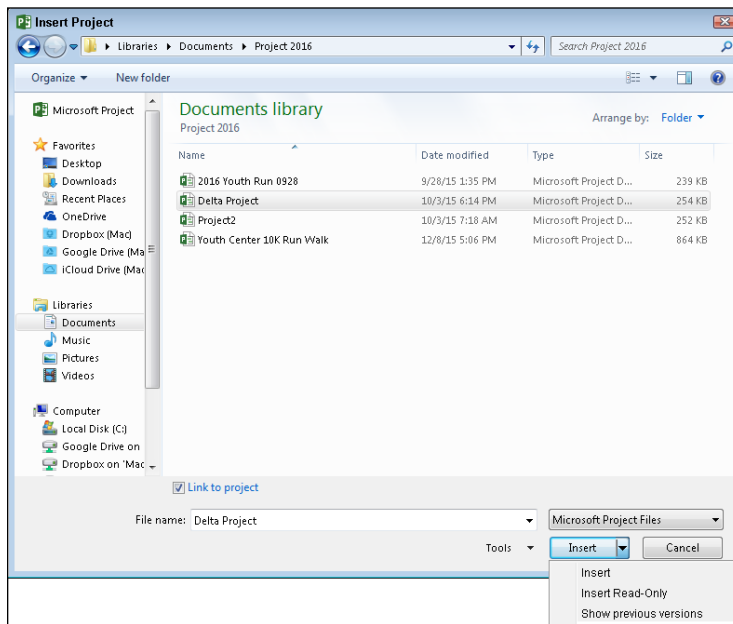 Insert Project
Libraries Documents Project 2016
Search Project 2016
Organize New folder
Microsoft Project
Favorites
Desktop
Downloads
Recent Places
OneDrive
Dropbox (Mac)
Google Drive (Ma
iCloud Drive (Mac
Libraries
Documents
Music
Pictures
Videos
Computer
Local Disk (C:)
Google Drive on
Dropbox on 'Mac
Documents library
Project 2016
Arrange by: Folder
Name Date modified Type Size
2016 Youth Run 0928 9/28/15 1:35 PM Microsoft Project D... 239 KB
Delta Project 10/3/15 6:14 PM Microsoft Project D... 254 KB
Project2 10/3/15 7:18 AM Microsoft Project D... 252 KB
Youth Center 10K Run Walk 12/8/15 5:06 PM Microsoft Project D... 864 KB
Link to project
File name: Delta Project Microsoft Project Files
Tools Insert Cancel
Insert
Insert Read-Only
Show previous versions